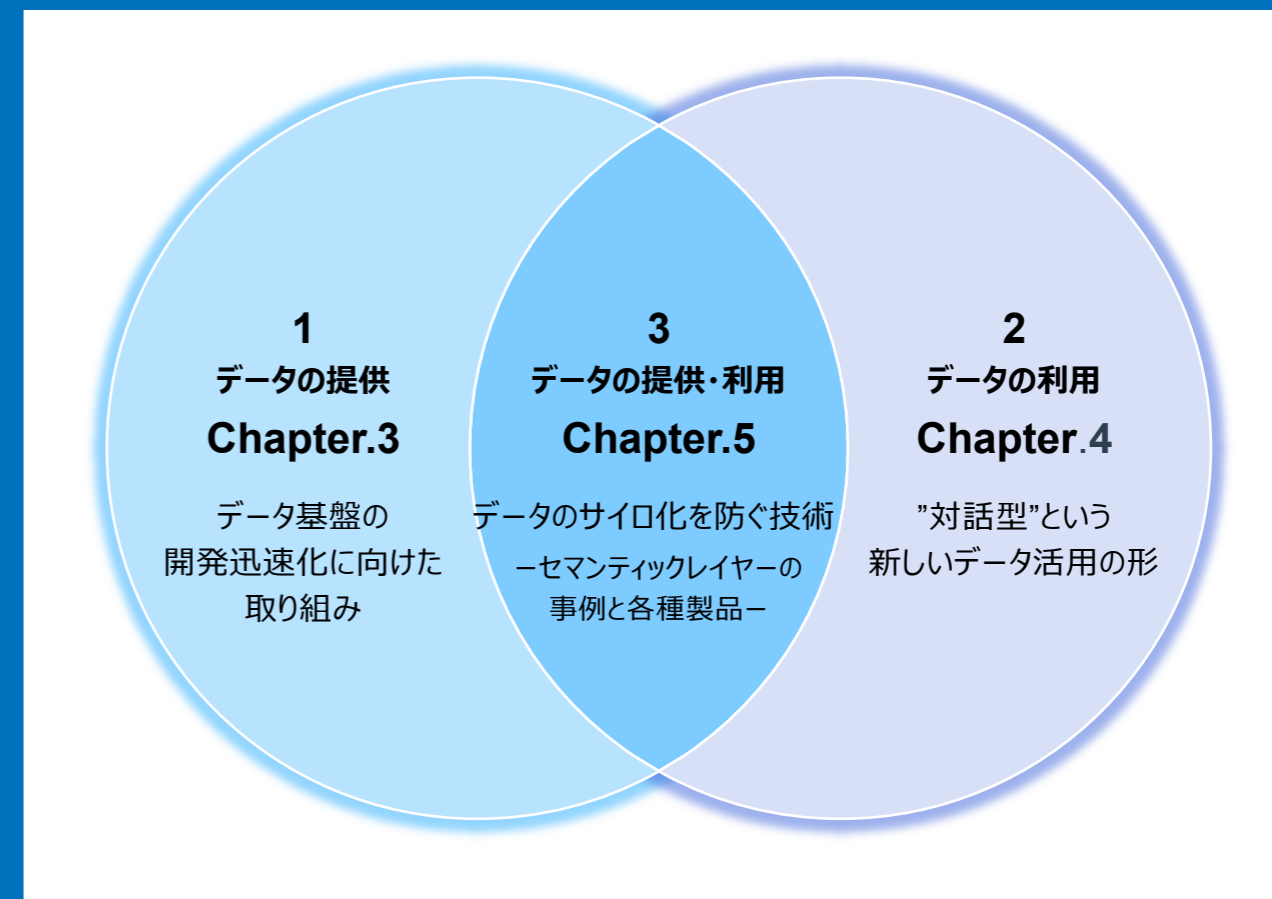 1
データの提供
Chapter.3
データ基盤の
開発迅速化に向けた
取り組み
3
データの提供・利用
Chapter.5
データのサイロ化を防ぐ技術
ーセマンティックレイヤーの
事例と各種製品ー
2
データの利用
Chapter.4
”対話型”という
新しいデータ活用の形